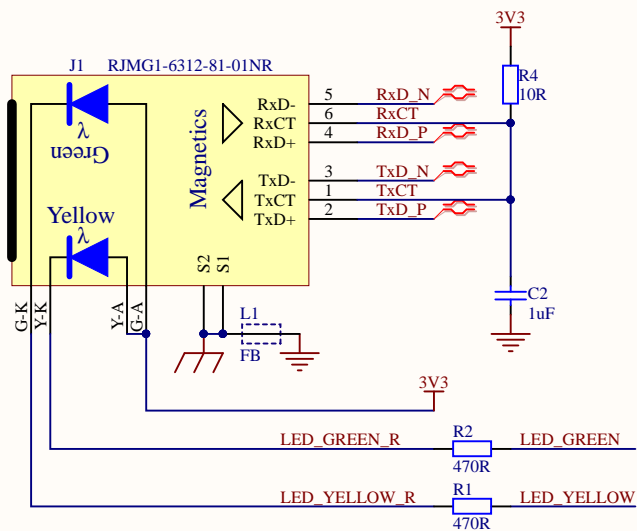 3V3
J1 RJMG1-6312-81-01NR
R4
10R
Green
λ
Yellow
λ
Magnetics
RxD- 5 RxD_N
RxCT 6 RxCT
RxD+ 4 RxD_P
TxD- 3 TxD_N
TxCT 1 TxCT
TxD+ 2 TxD_P
S2
S1
G-K
Y-K
Y-A
G-A
L1
FB
C2
1uF
3V3
LED_GREEN_R R2 LED_GREEN
470R
LED_YELLOW_R R1 LED_YELLOW
470R